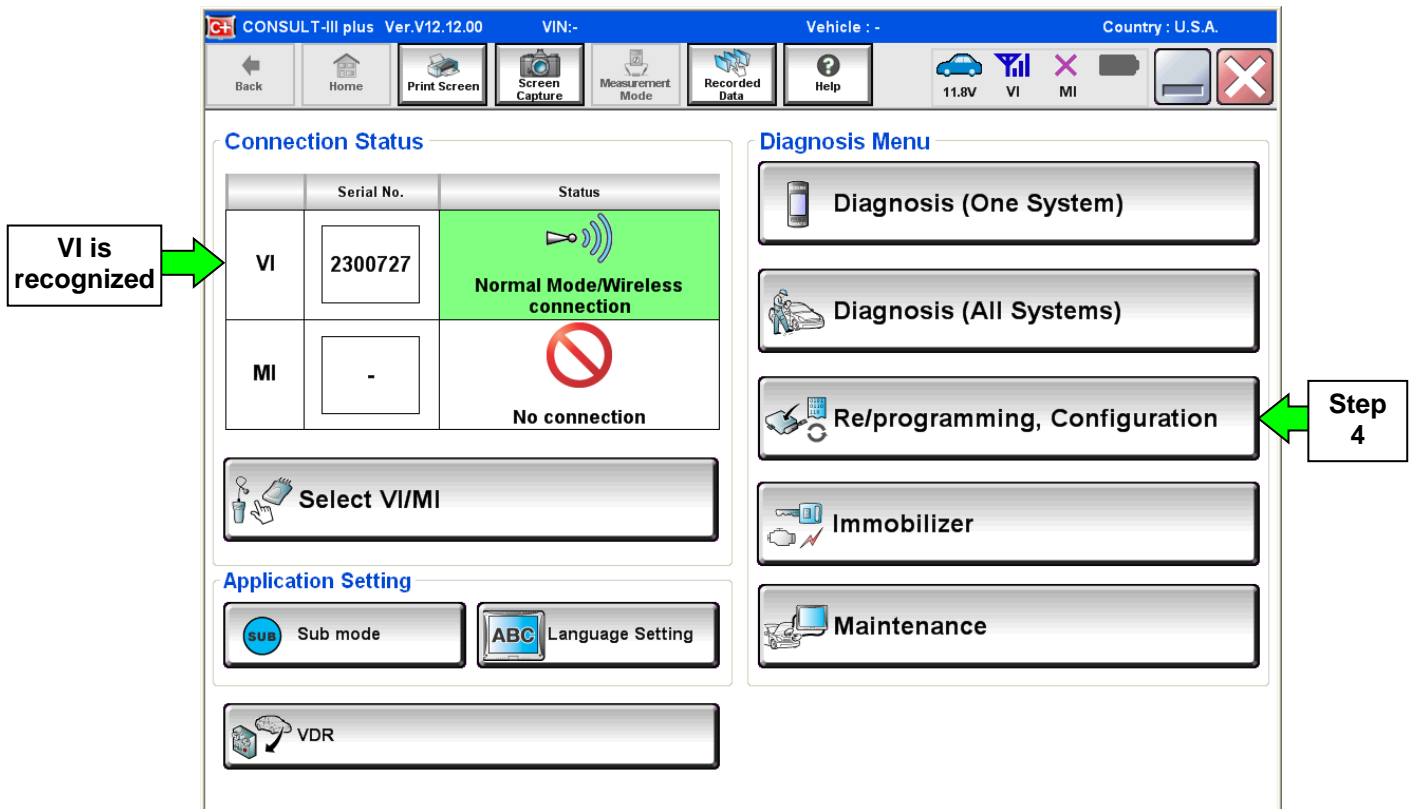 CONSULT-III plus Ver.V12.12.00 VIN:- Vehicle : - Country : U.S.A.
Back
Home
Print Screen
Screen
Capture
Measurement
Mode
Recorded
Data
Help
11.8V
VI
MI
Connection Status
Serial No. Status
VI 2300727
Normal Mode/Wireless
connection
MI -
No connection
Select VI/MI
Application Setting
SUB Sub mode
ABC Language Setting
VDR
Diagnosis Menu
Diagnosis (One System)
Diagnosis (All Systems)
Re/programming, Configuration
Immobilizer
Maintenance
VI is
recognized
Step
4